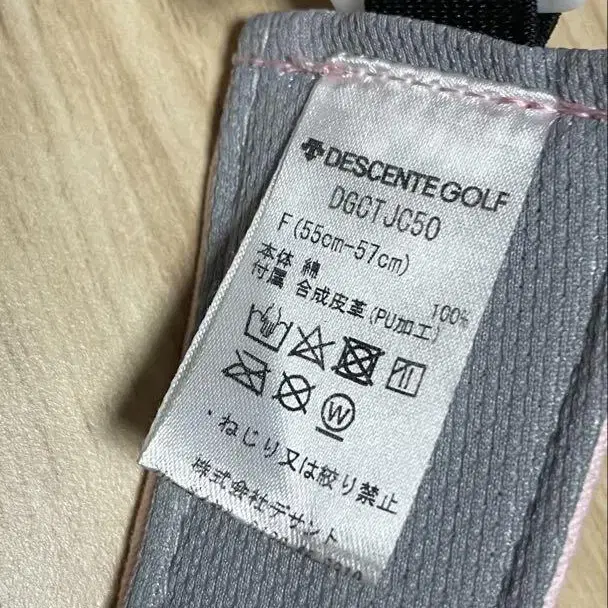 DESCENTE GOLF
DGCTJC50
F(55cm-57cm)
本体 綿 100%
付属 合成皮革(PU加工)
W
・ねじり又は絞り禁止
株式会社デサント